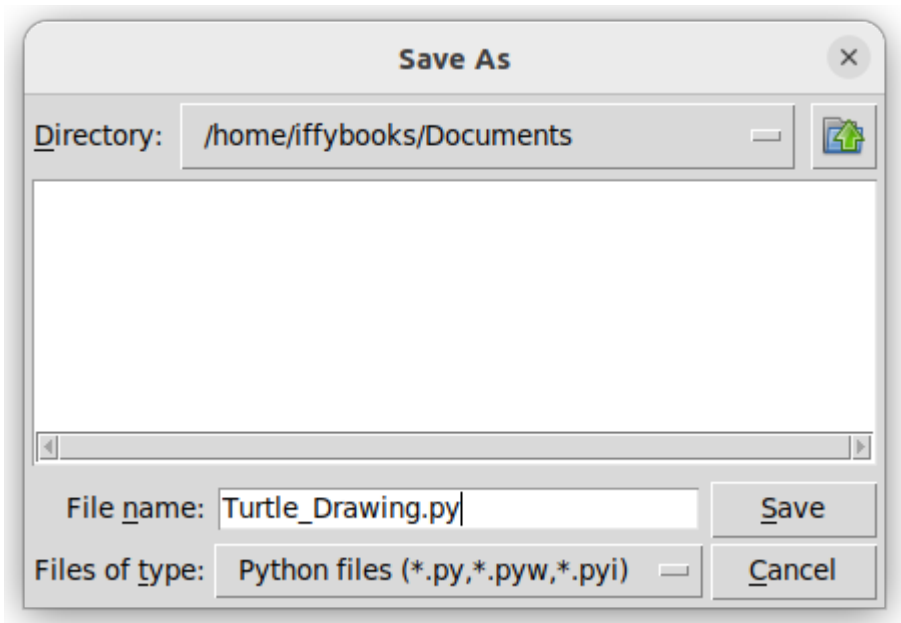 Save As
Directory: /home/iffybooks/Documents
File name: Turtle_Drawing.py Save
Files of type: Python files (*.py,*.pyw,*.pyi) Cancel